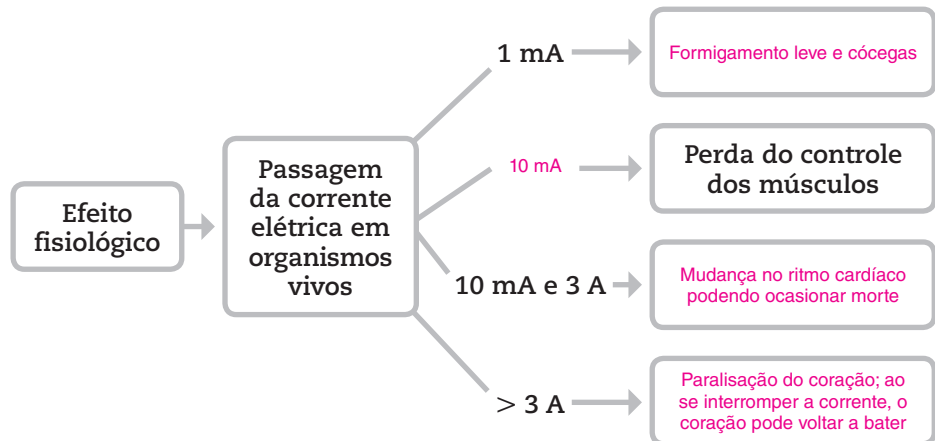 Efeito
fisiológico
Passagem
da corrente
elétrica em
organismos
vivos
1 mA
Formigamento leve e cócegas
10 mA
Perda do controle
dos músculos
10 mA e 3 A
Mudança no ritmo cardíaco
podendo ocasionar morte
> 3 A
Paralisação do coração; ao
se interromper a corrente, o
coração pode voltar a bater